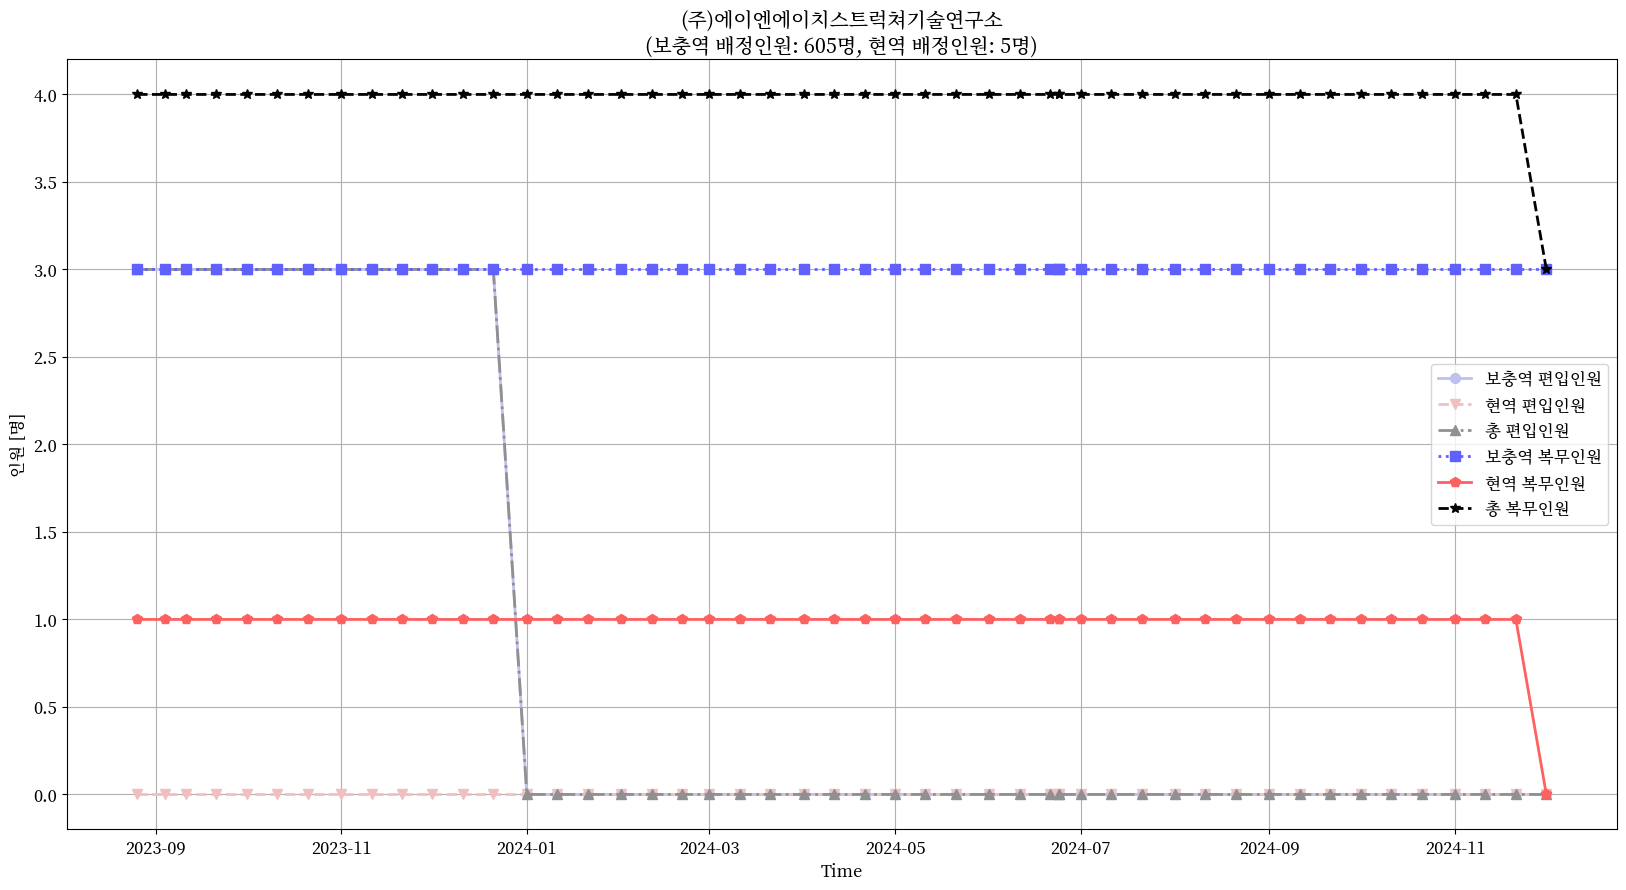 (주)에이엔에이치스트럭쳐기술연구소
(보충역 배정인원: 605명, 현역 배정인원: 5명)
인원 [명]
4.0
3.5
3.0
2.5
2.0
1.5
1.0
0.5
0.0
보충역 편입인원
현역 편입인원
총 편입인원
보충역 복무인원
현역 복무인원
총 복무인원
2023-09
2023-11
2024-01
2024-03
2024-05
2024-07
2024-09
2024-11
Time